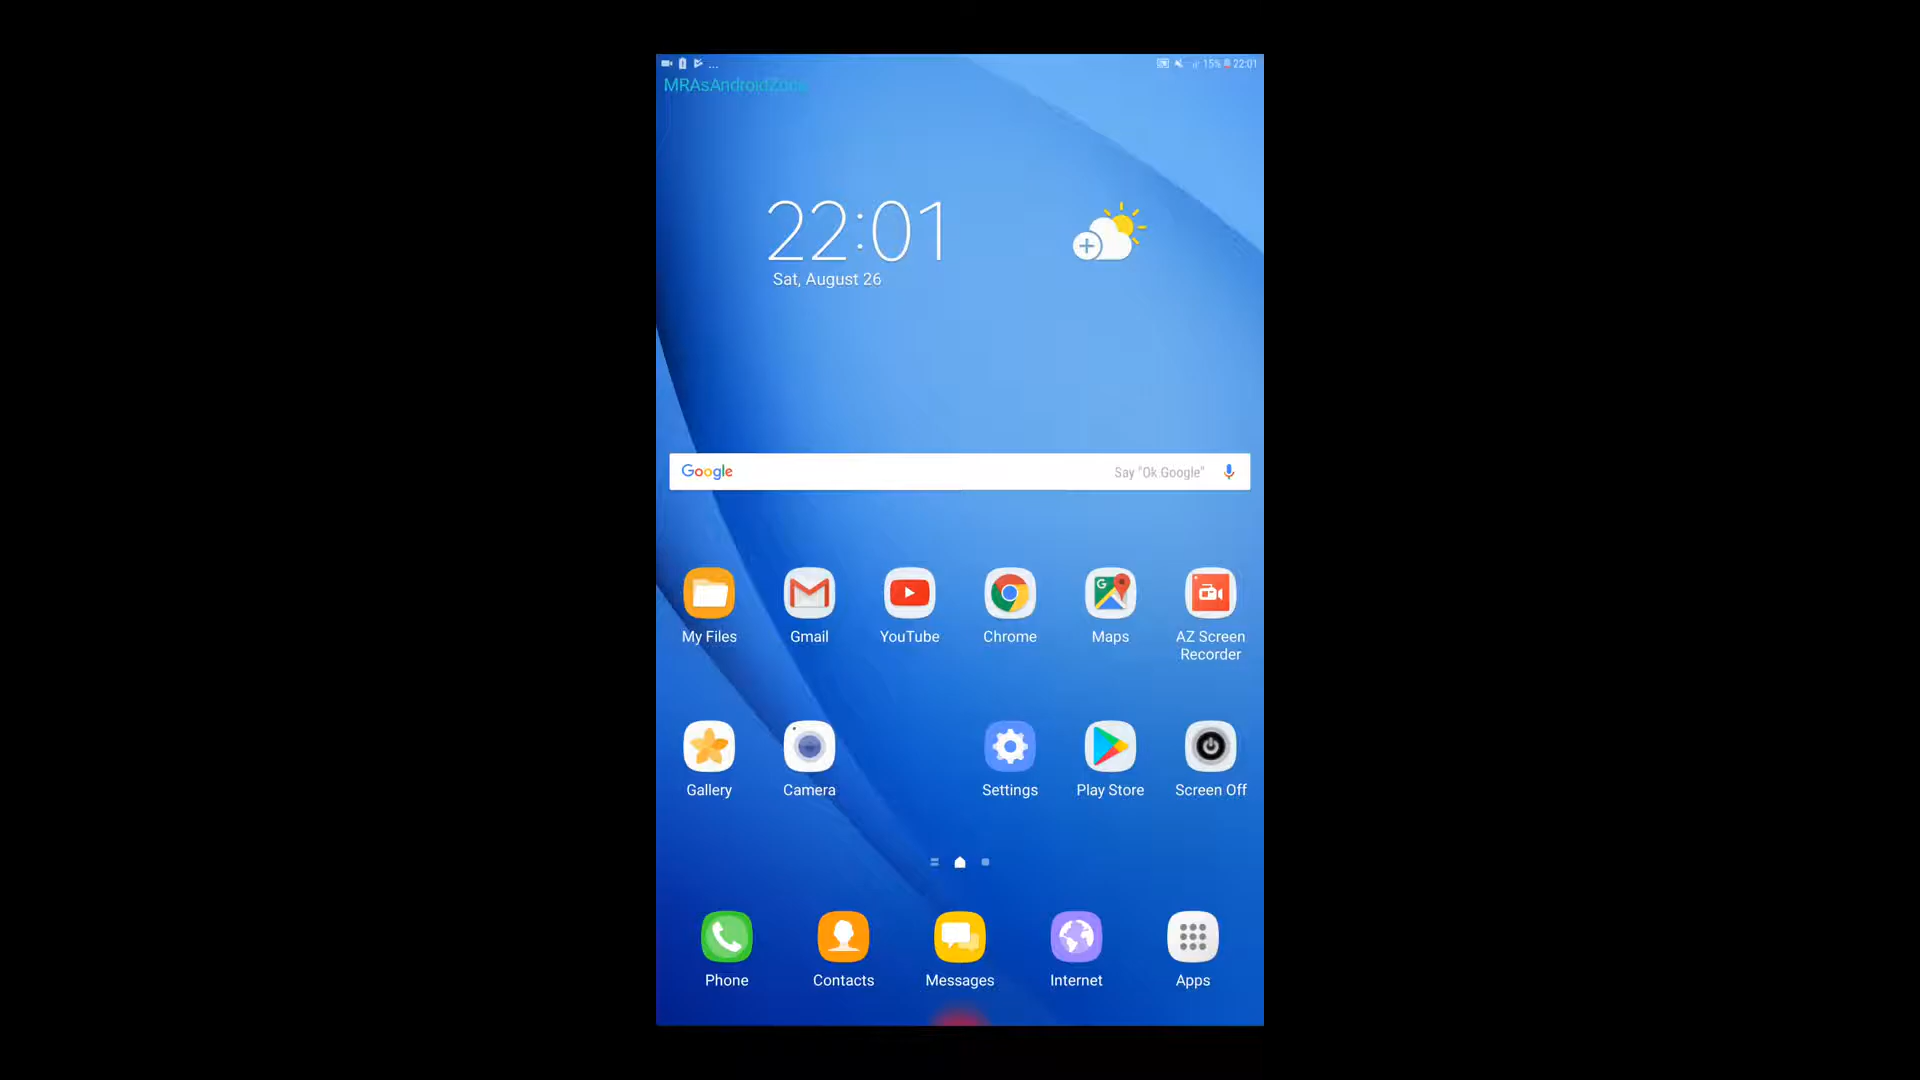 ... 15% 22:01
22:01
Sat, August 26
Google Say "Ok Google"
My Files Gmail YouTube Chrome Maps AZ Screen Recorder
Gallery Camera Settings Play Store Screen Off
Phone Contacts Messages Internet Apps